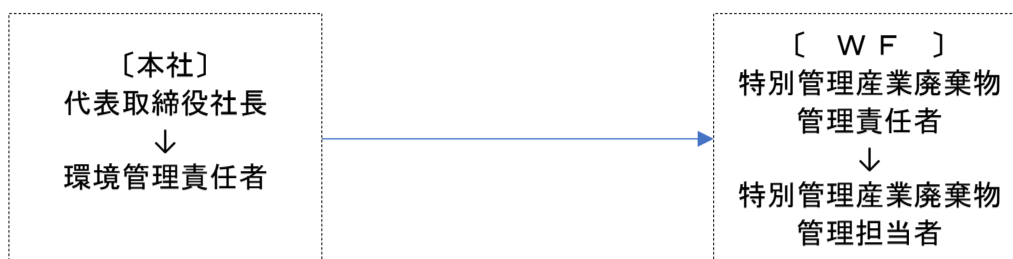 〔本社〕
代表取締役社長
↓
環境管理責任者
〔　ＷＦ　〕
特別管理産業廃棄物
管理責任者
↓
特別管理産業廃棄物
管理担当者